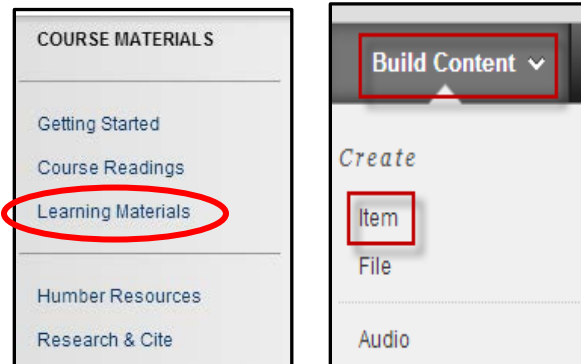 COURSE MATERIALS
Getting Started
Course Readings
Learning Materials
Humber Resources
Research & Cite
Build Content
Create
Item
File
Audio